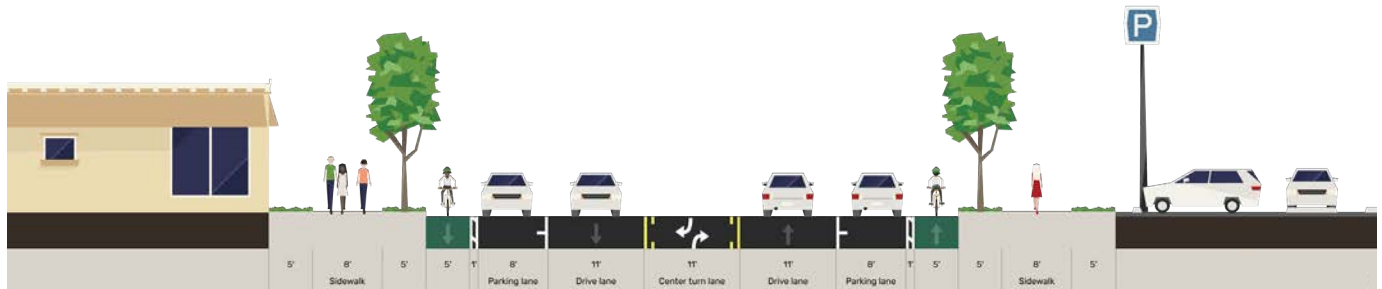 P
5' 8' 5' 5' 1' 8' 11' 11' 11' 8' 1' 5' 5' 8' 5'
Sidewalk Parking lane Drive lane Center turn lane Drive lane Parking lane Sidewalk